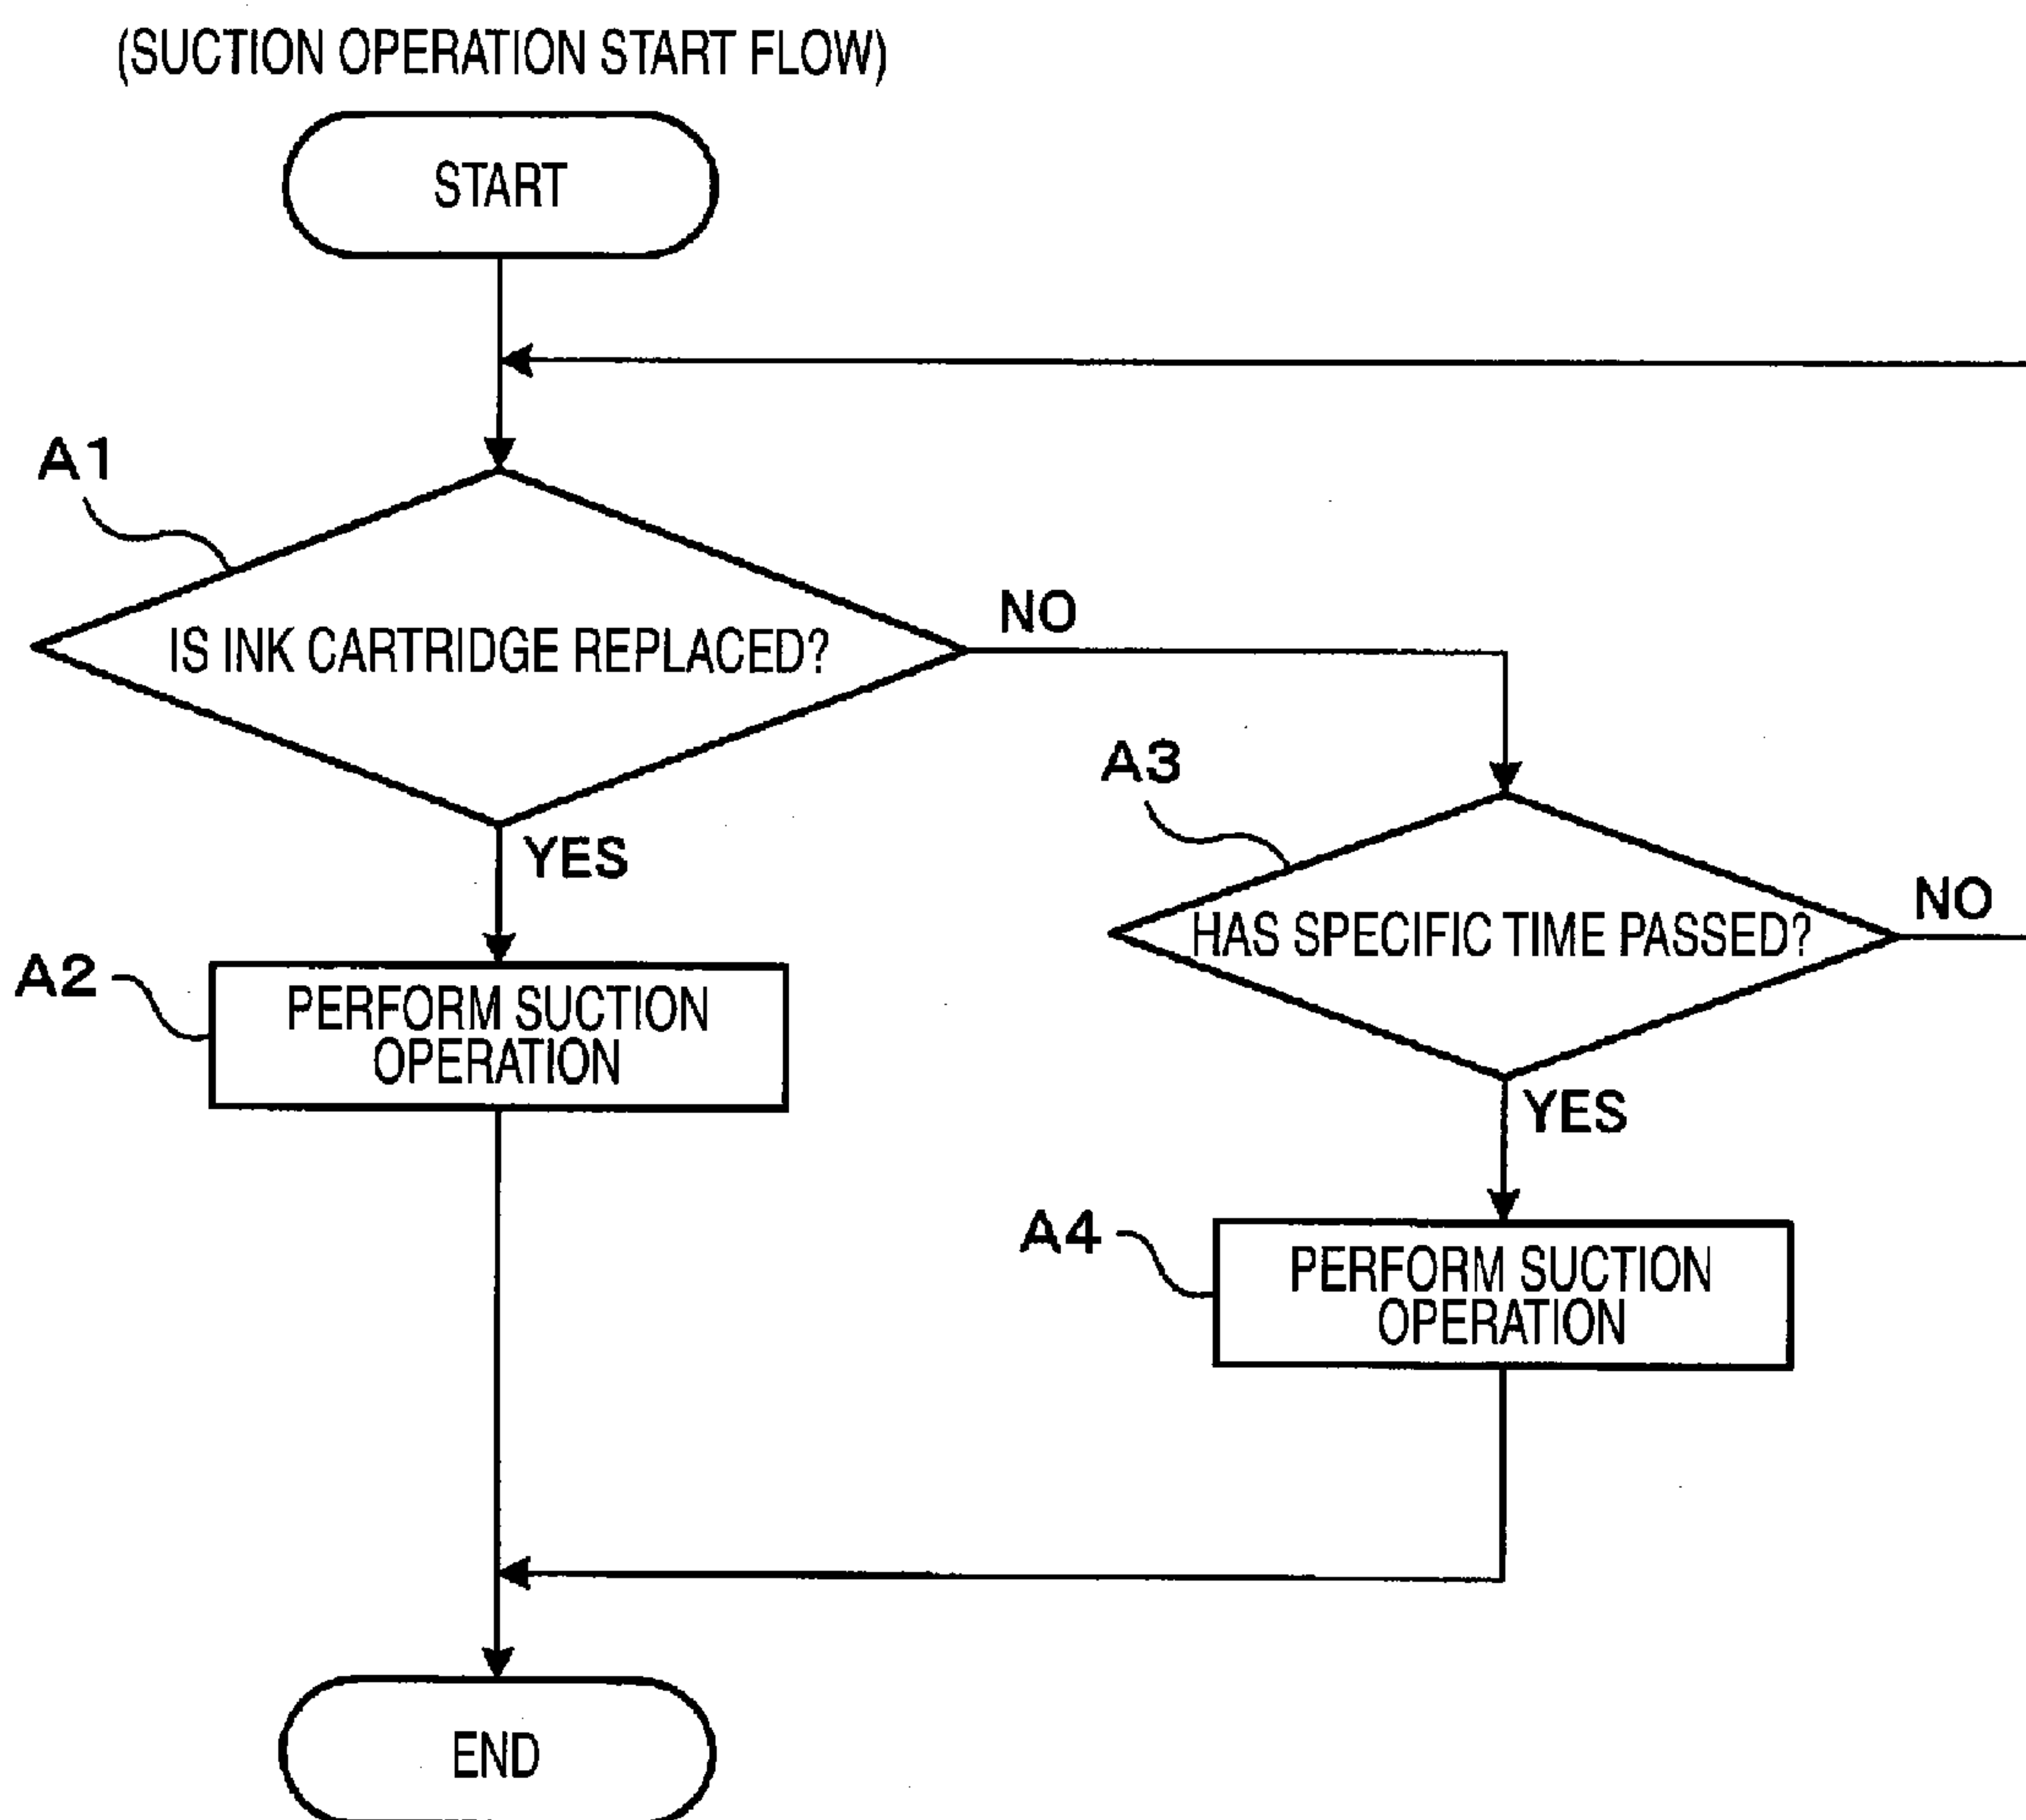 (SUCTION OPERATION START FLOW)
START
A1
IS INK CARTRIDGE REPLACED?
NO
YES
A2
PERFORM SUCTION
OPERATION
A3
HAS SPECIFIC TIME PASSED?
NO
YES
A4
PERFORM SUCTION
OPERATION
END